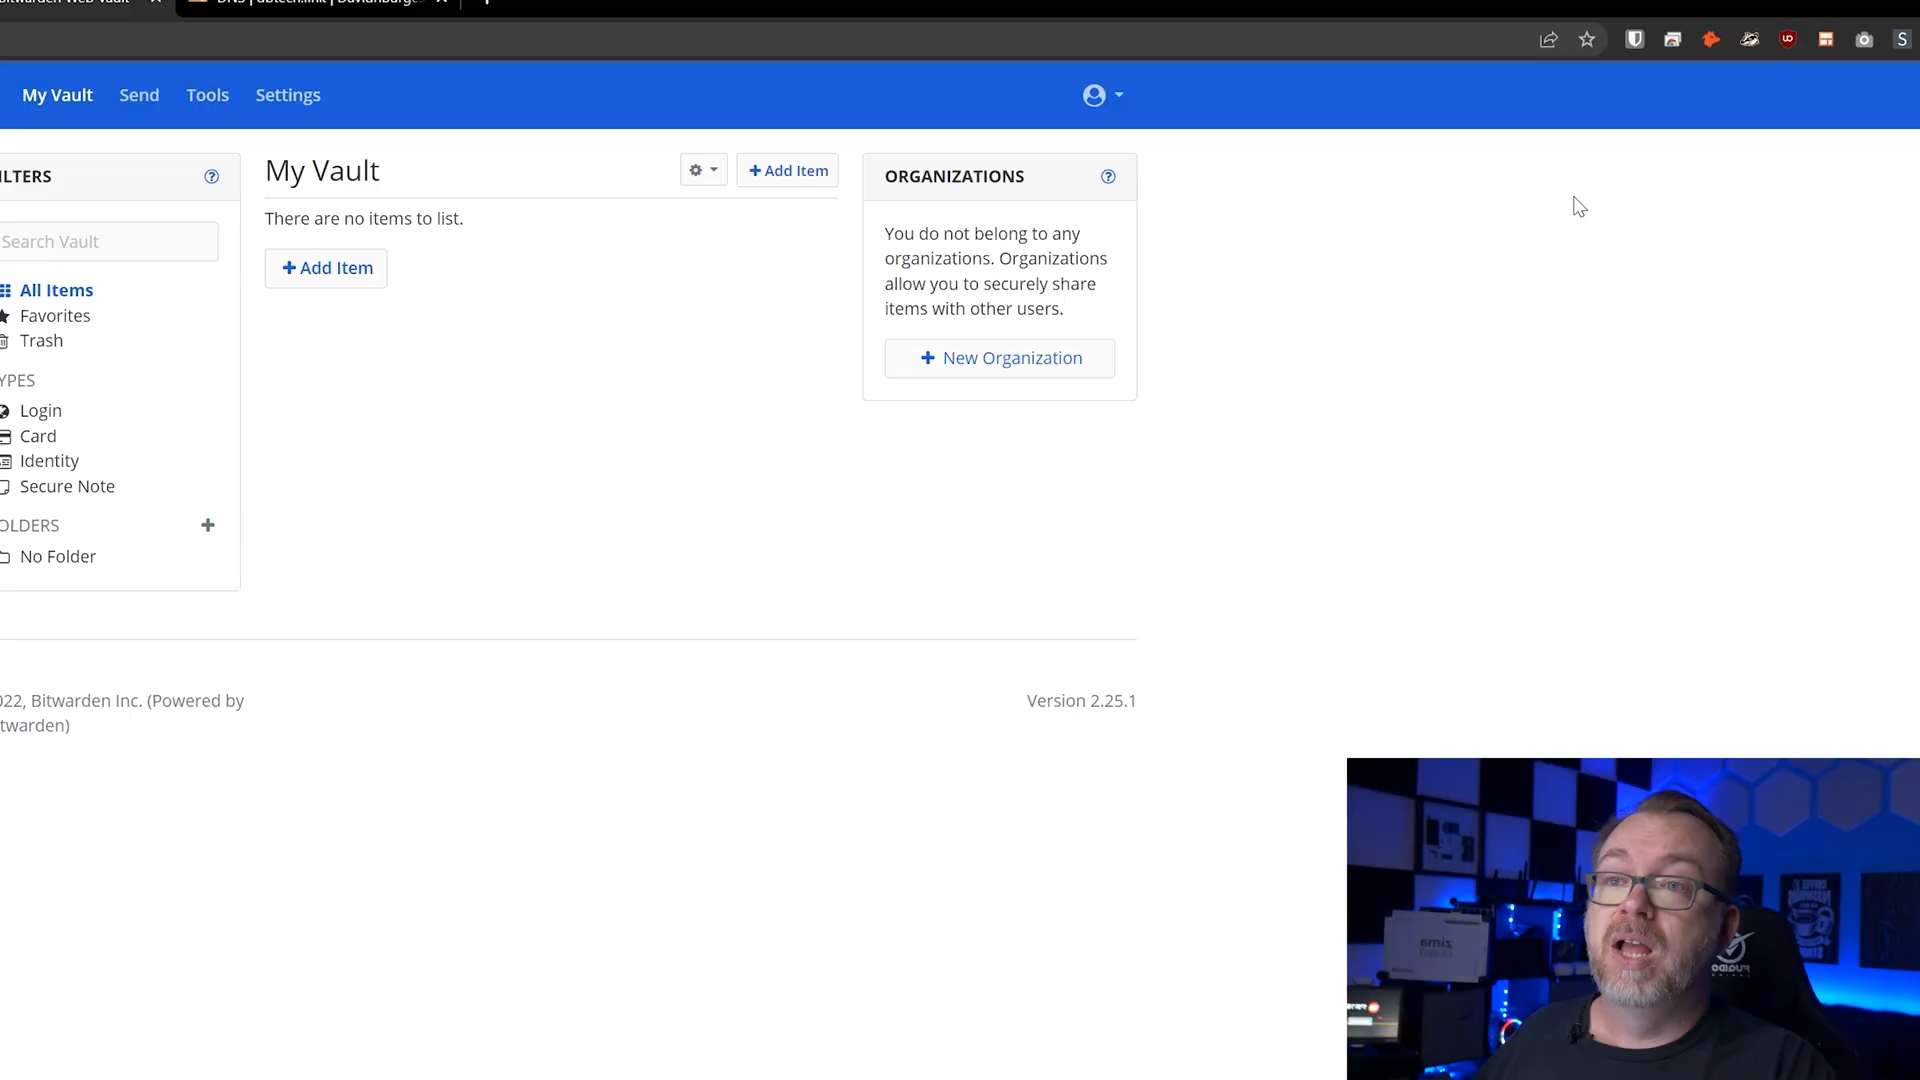 My Vault Send Tools Settings
ILTERS
Search Vault
All Items
Favorites
Trash
YPES
Login
Card
Identity
Secure Note
OLDERS
No Folder
My Vault
Add Item
There are no items to list.
Add Item
ORGANIZATIONS
You do not belong to any
organizations. Organizations
allow you to securely share
items with other users.
New Organization
022, Bitwarden Inc. (Powered by
twarden)
Version 2.25.1